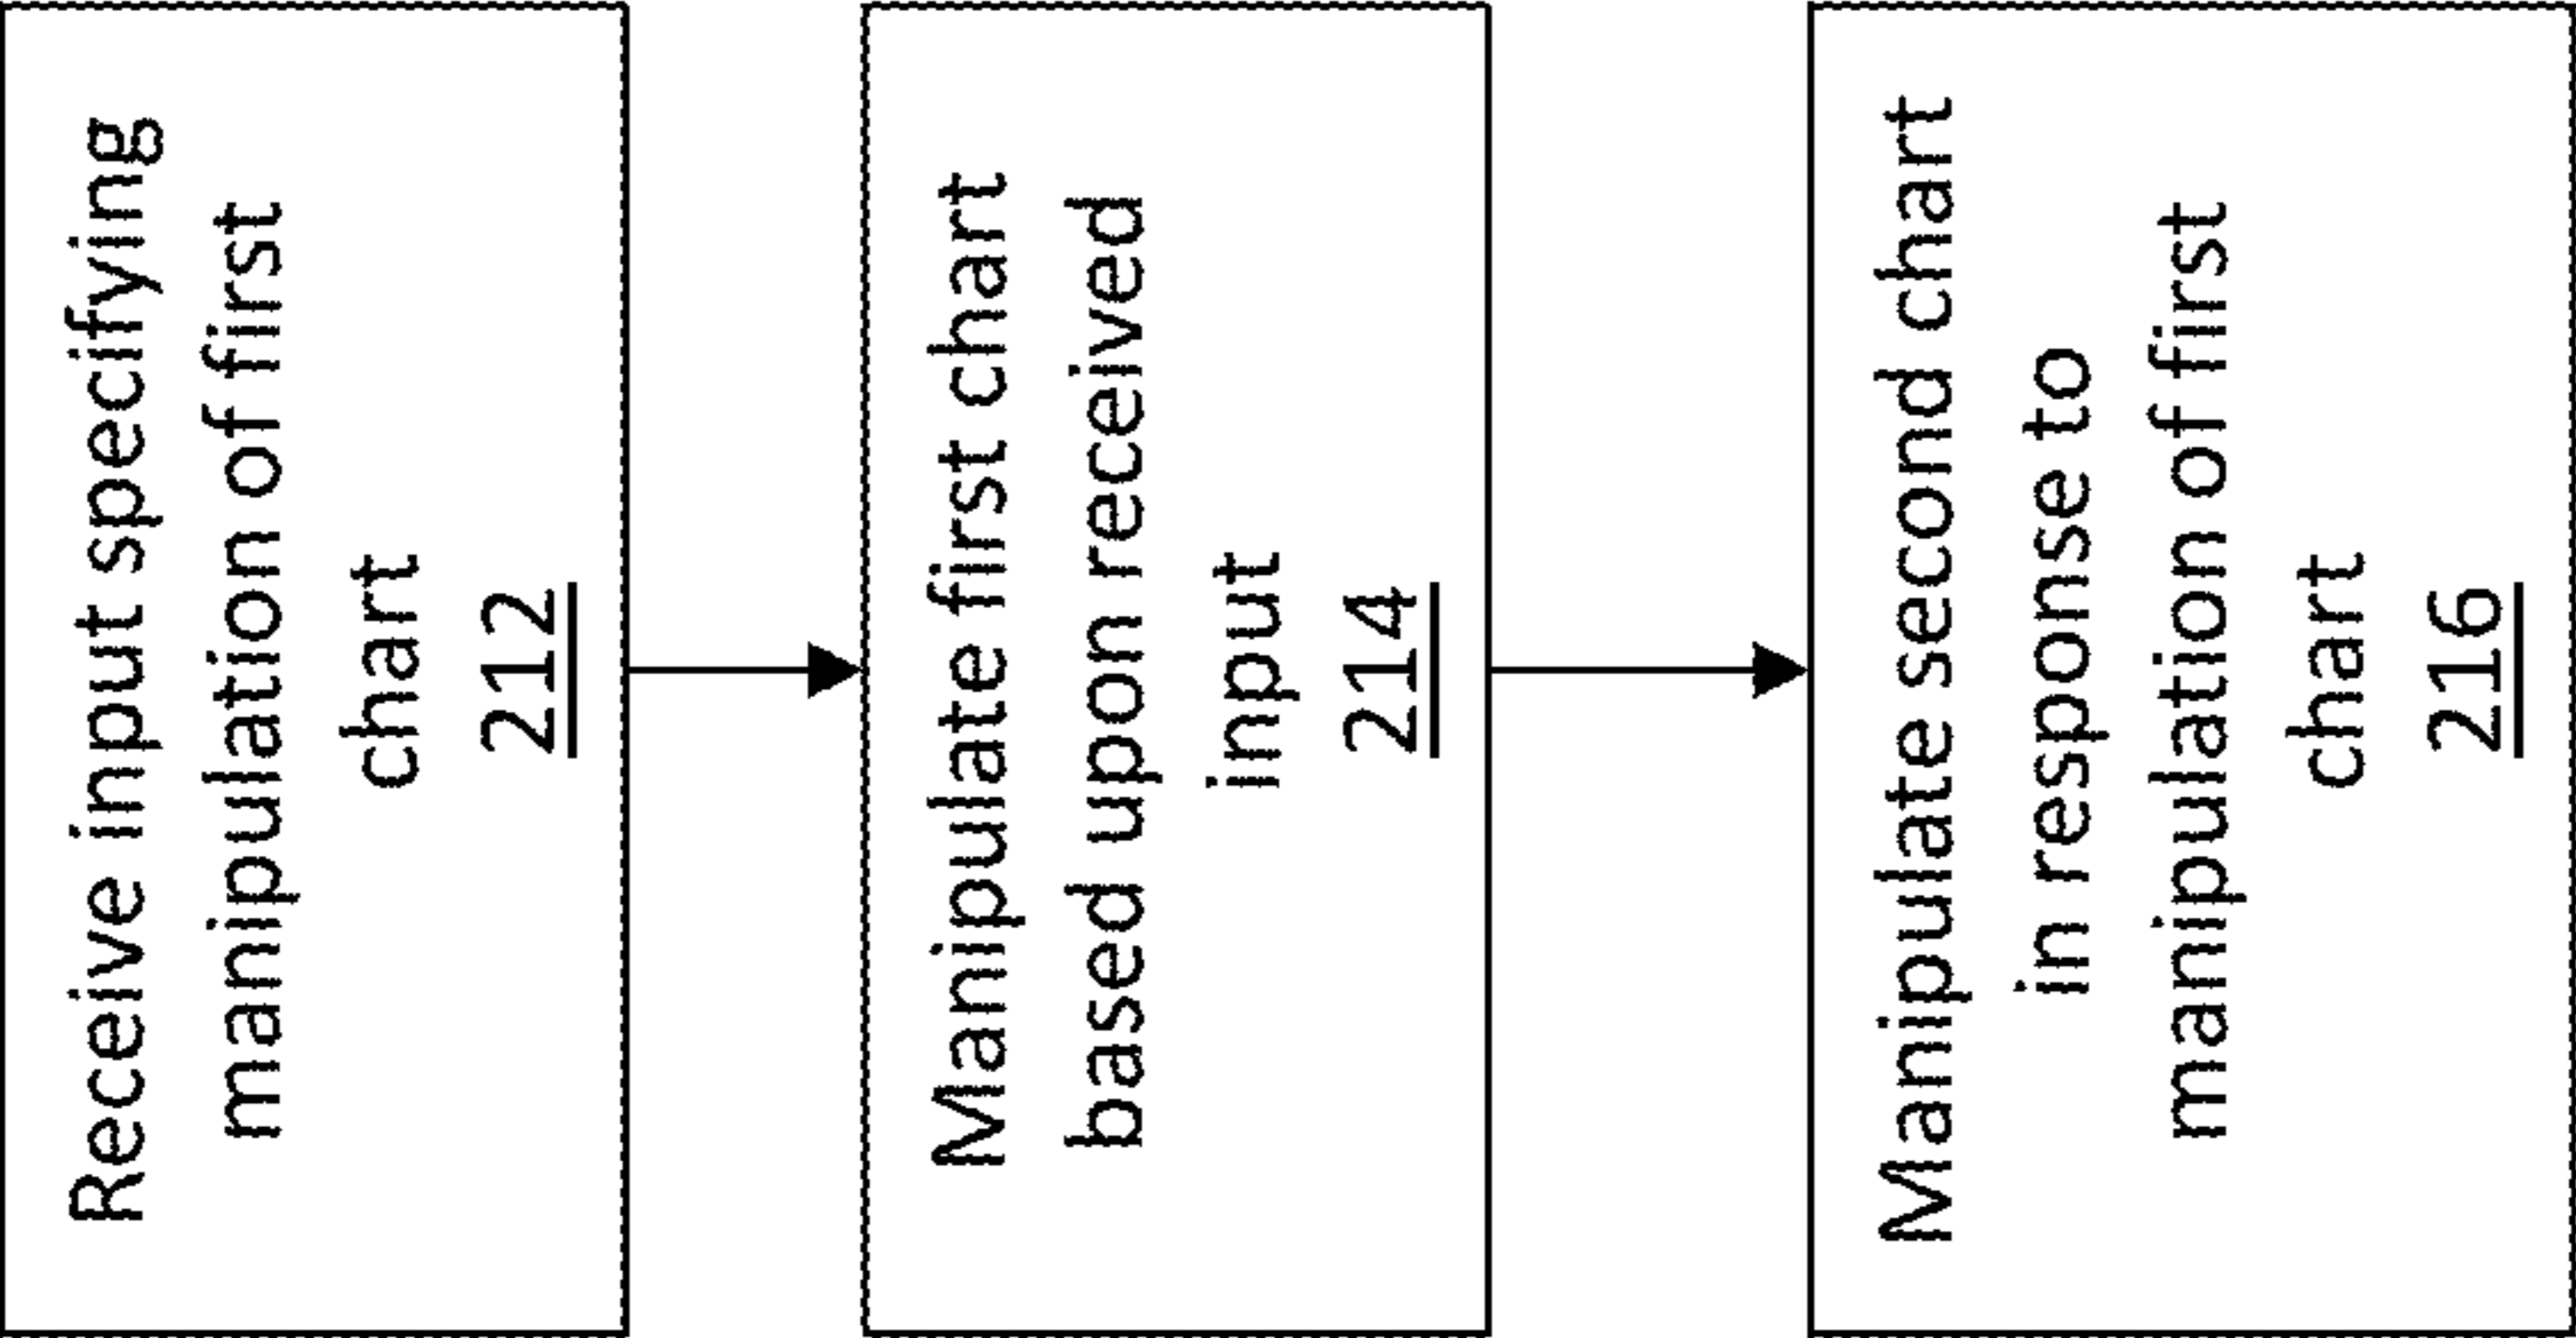 Receive input specifying
manipulation of first
chart
212
Manipulate first chart
based upon received
input
214
Manipulate second chart
in response to
manipulation of first
chart
216